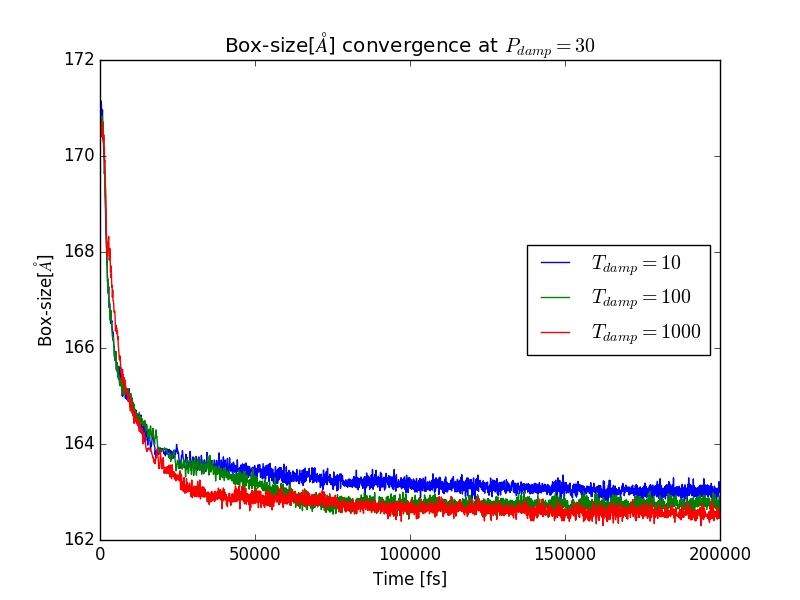 Box-size[Å] convergence at P_damp = 30
172
170
168
166
164
162
Box-size[Å]
T_damp = 10
T_damp = 100
T_damp = 1000
0 50000 100000 150000 200000
Time [fs]